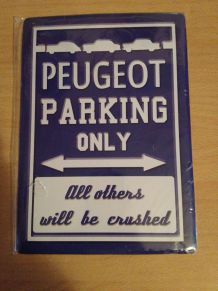 PEUGEOT
PARKING
ONLY
All others
will be crushed